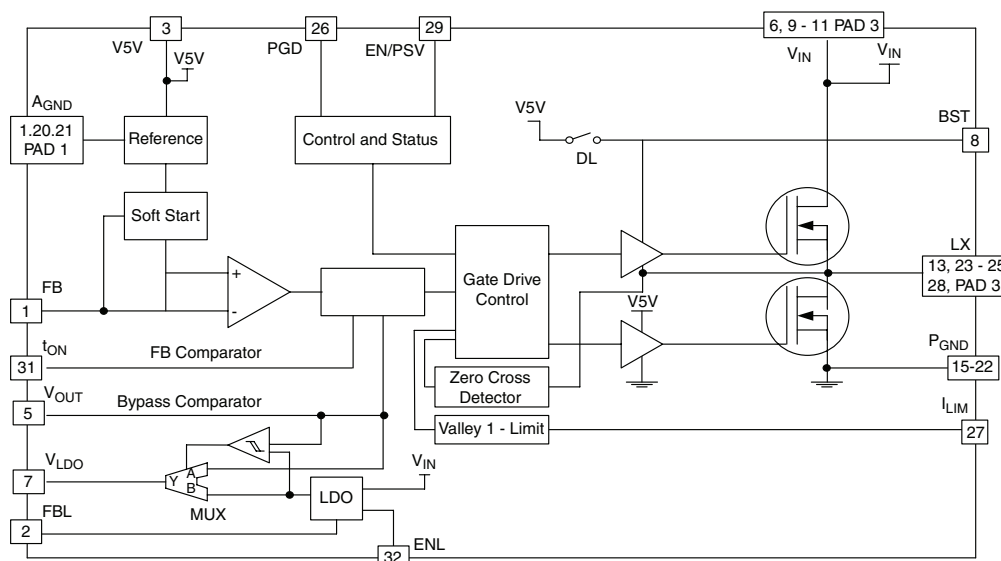 3
26
29
6, 9 - 11 PAD 3
V5V
PGD
EN/PSV
VIN
VIN
V5V
AGND
V5V
BST
1.20.21
PAD 1
Reference
Control and Status
8
DL
Soft Start
LX
+
-
Gate Drive
Control
13, 23 - 25
28, PAD 3
FB
1
V5V
tON
FB Comparator
PGND
31
15-22
VOUT
Bypass Comparator
Zero Cross
Detector
5
ILIM
Valley 1 - Limit
27
VLDO
7
Y
A
B
VIN
LDO
MUX
FBL
2
ENL
32